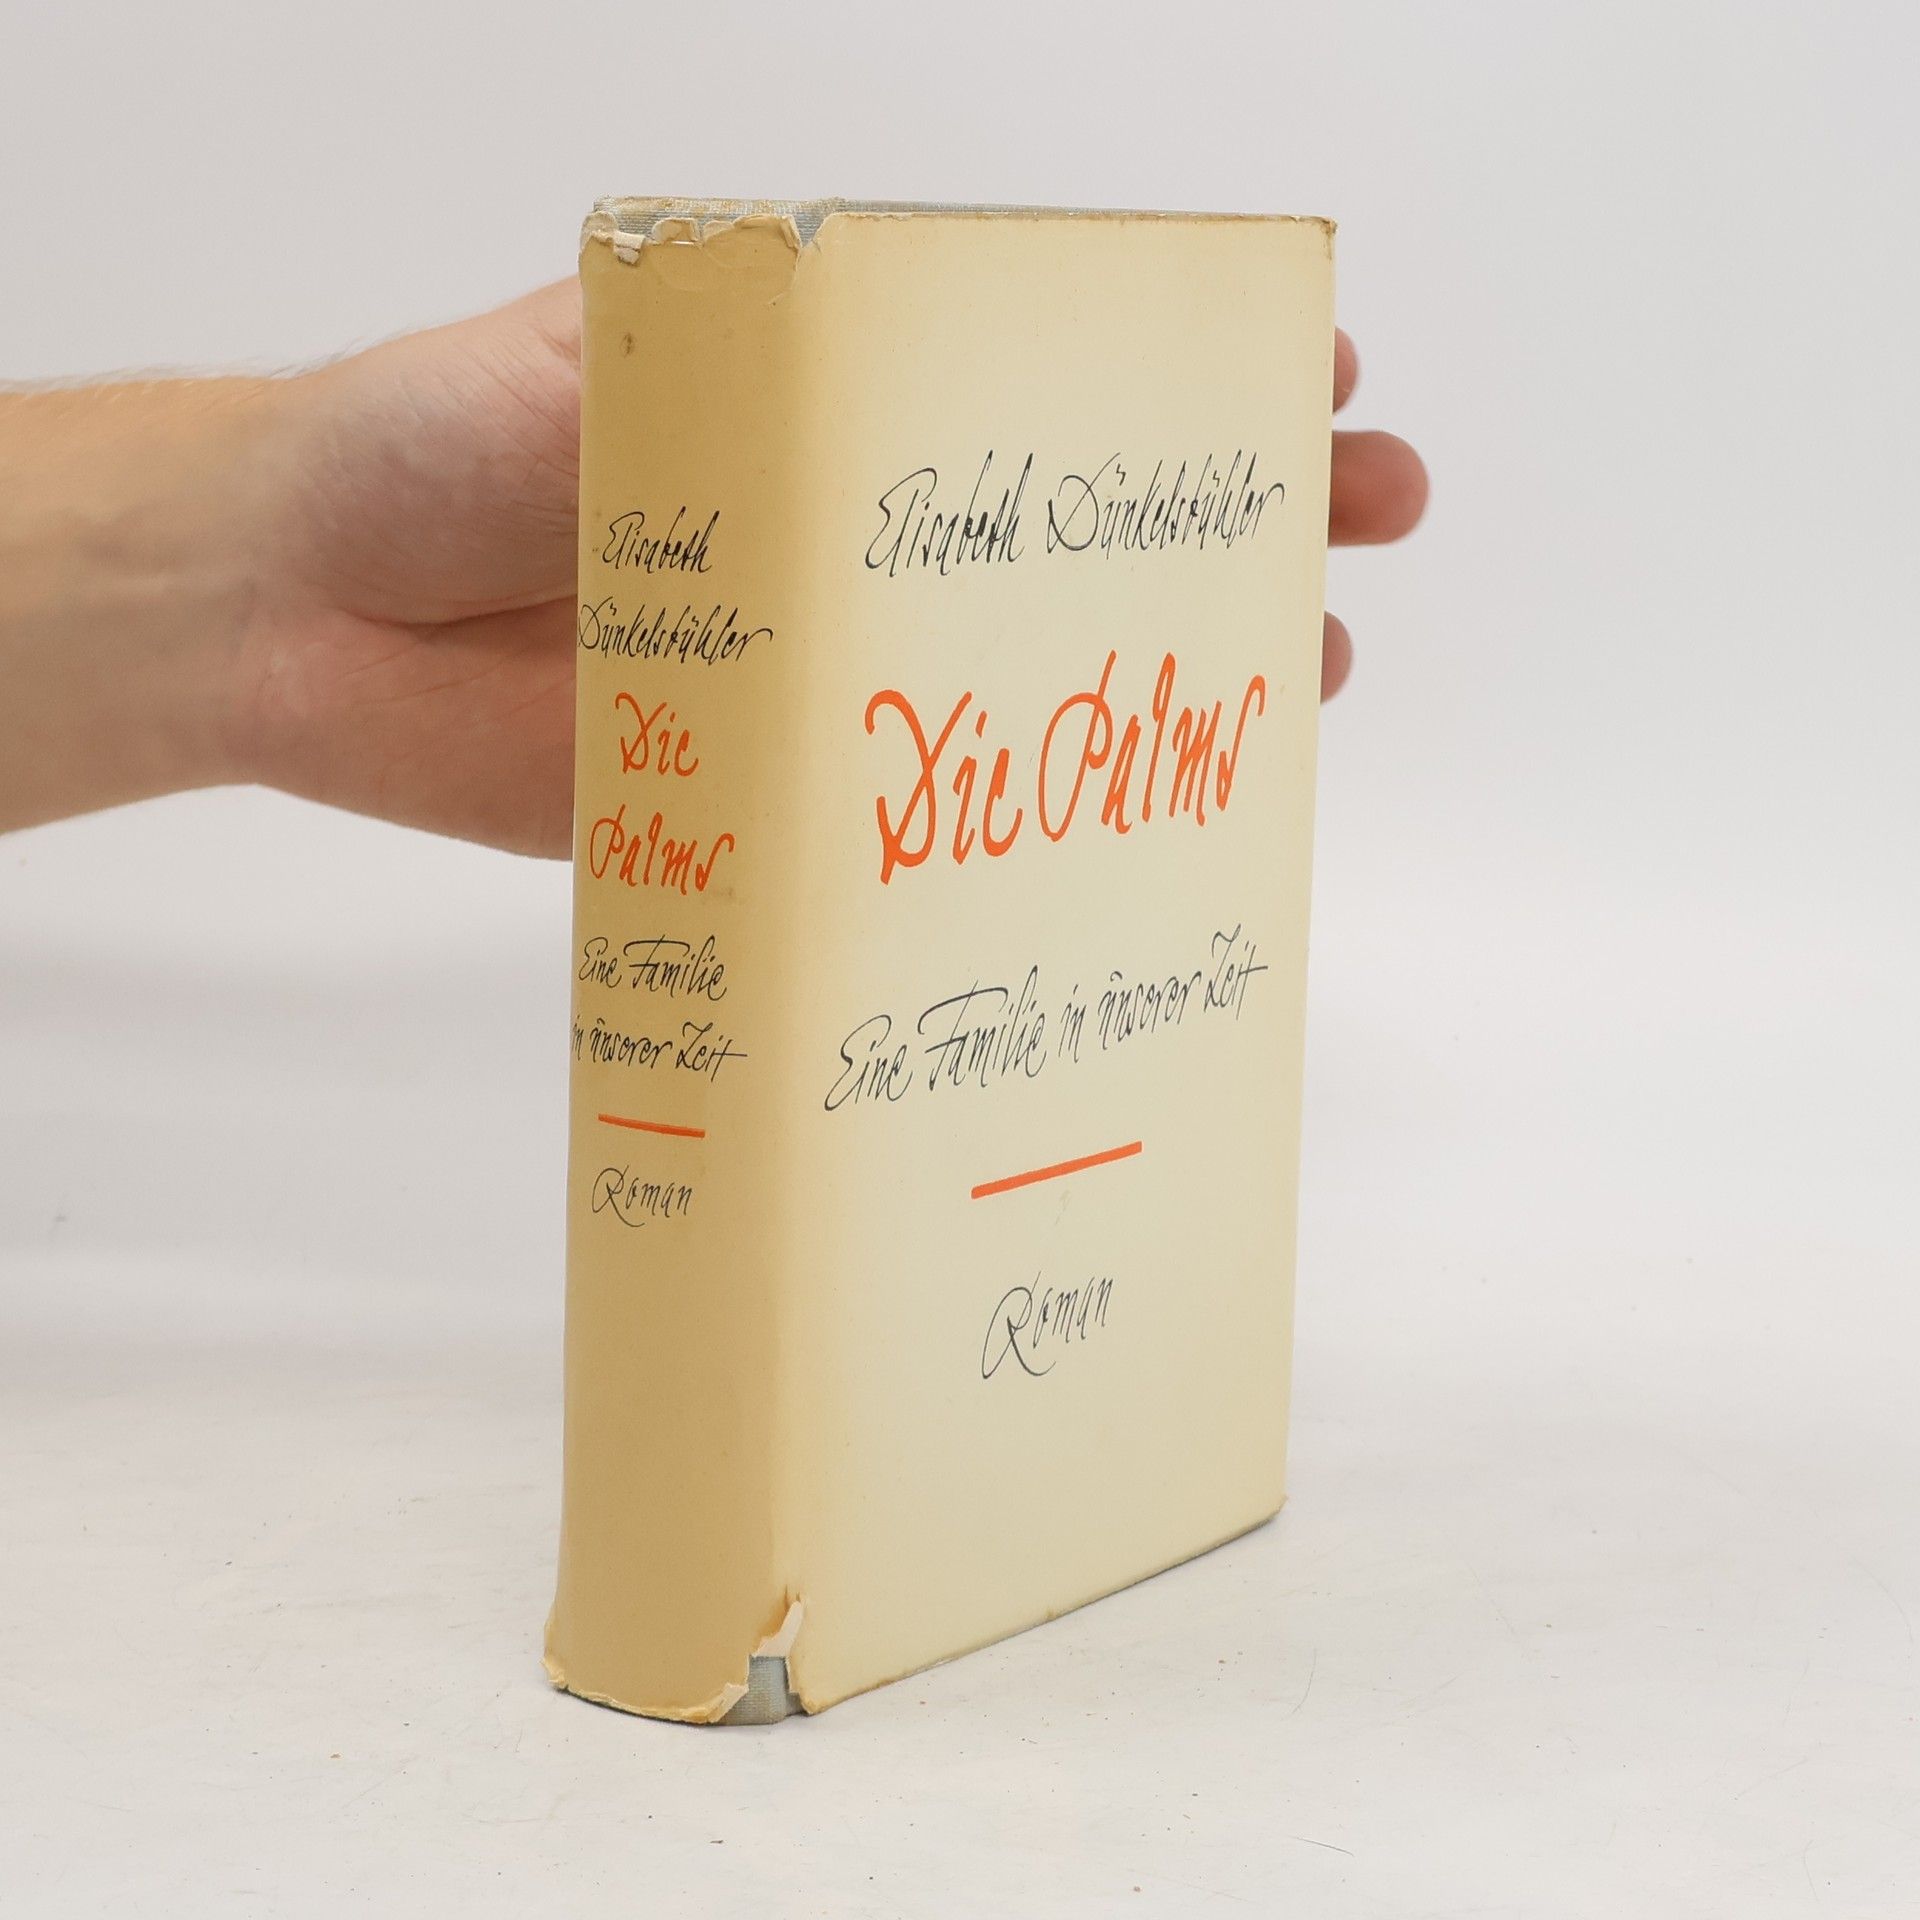 Elisabeth
Dünkelsbühler
Die
Palms
Eine Familie
in unserer Zeit
Roman
Elisabeth Dünkelsbühler
Die Palms
Eine Familie in unserer Zeit
Roman